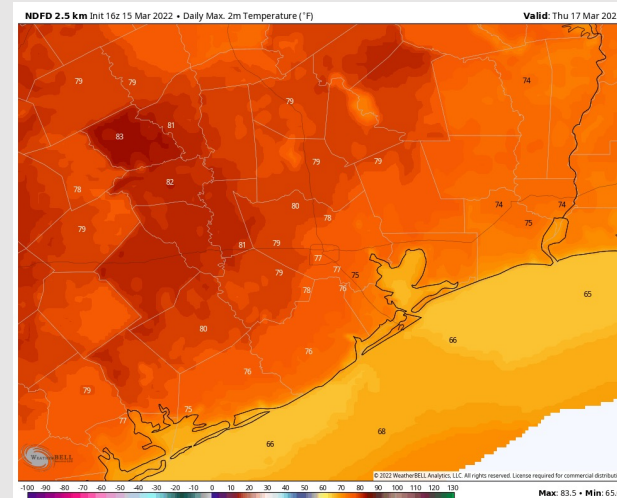 NDFD 2.5 km Init 16z 15 Mar 2022 • Daily Max. 2m Temperature (°F) Valid: Thu 17 Mar 202
79 79 74
79
83 81
79 79
78 82
80 78 74 74
79 75
81 79
77
79 77 75
78 76 65
80 72
66
76
76
79
75
77
68
66
WeatherBELL
© 2022 WeatherBELL Analytics, LLC. All rights reserved. License required for commercial distributi
-100 -90 -80 -70 -60 -50 -40 -30 -20 -10 0 10 20 30 40 50 60 70 80 90 100 110 120 130
Max: 83.5 • Min: 65.